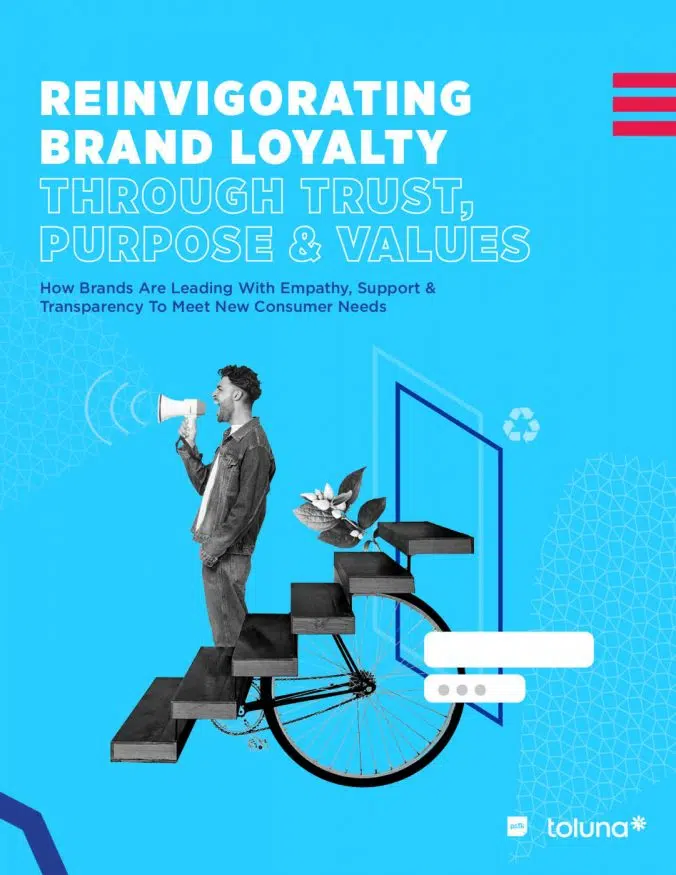 REINVIGORATING
BRAND LOYALTY
THROUGH TRUST,
PURPOSE & VALUES
How Brands Are Leading With Empathy, Support &
Transparency To Meet New Consumer Needs
toluna